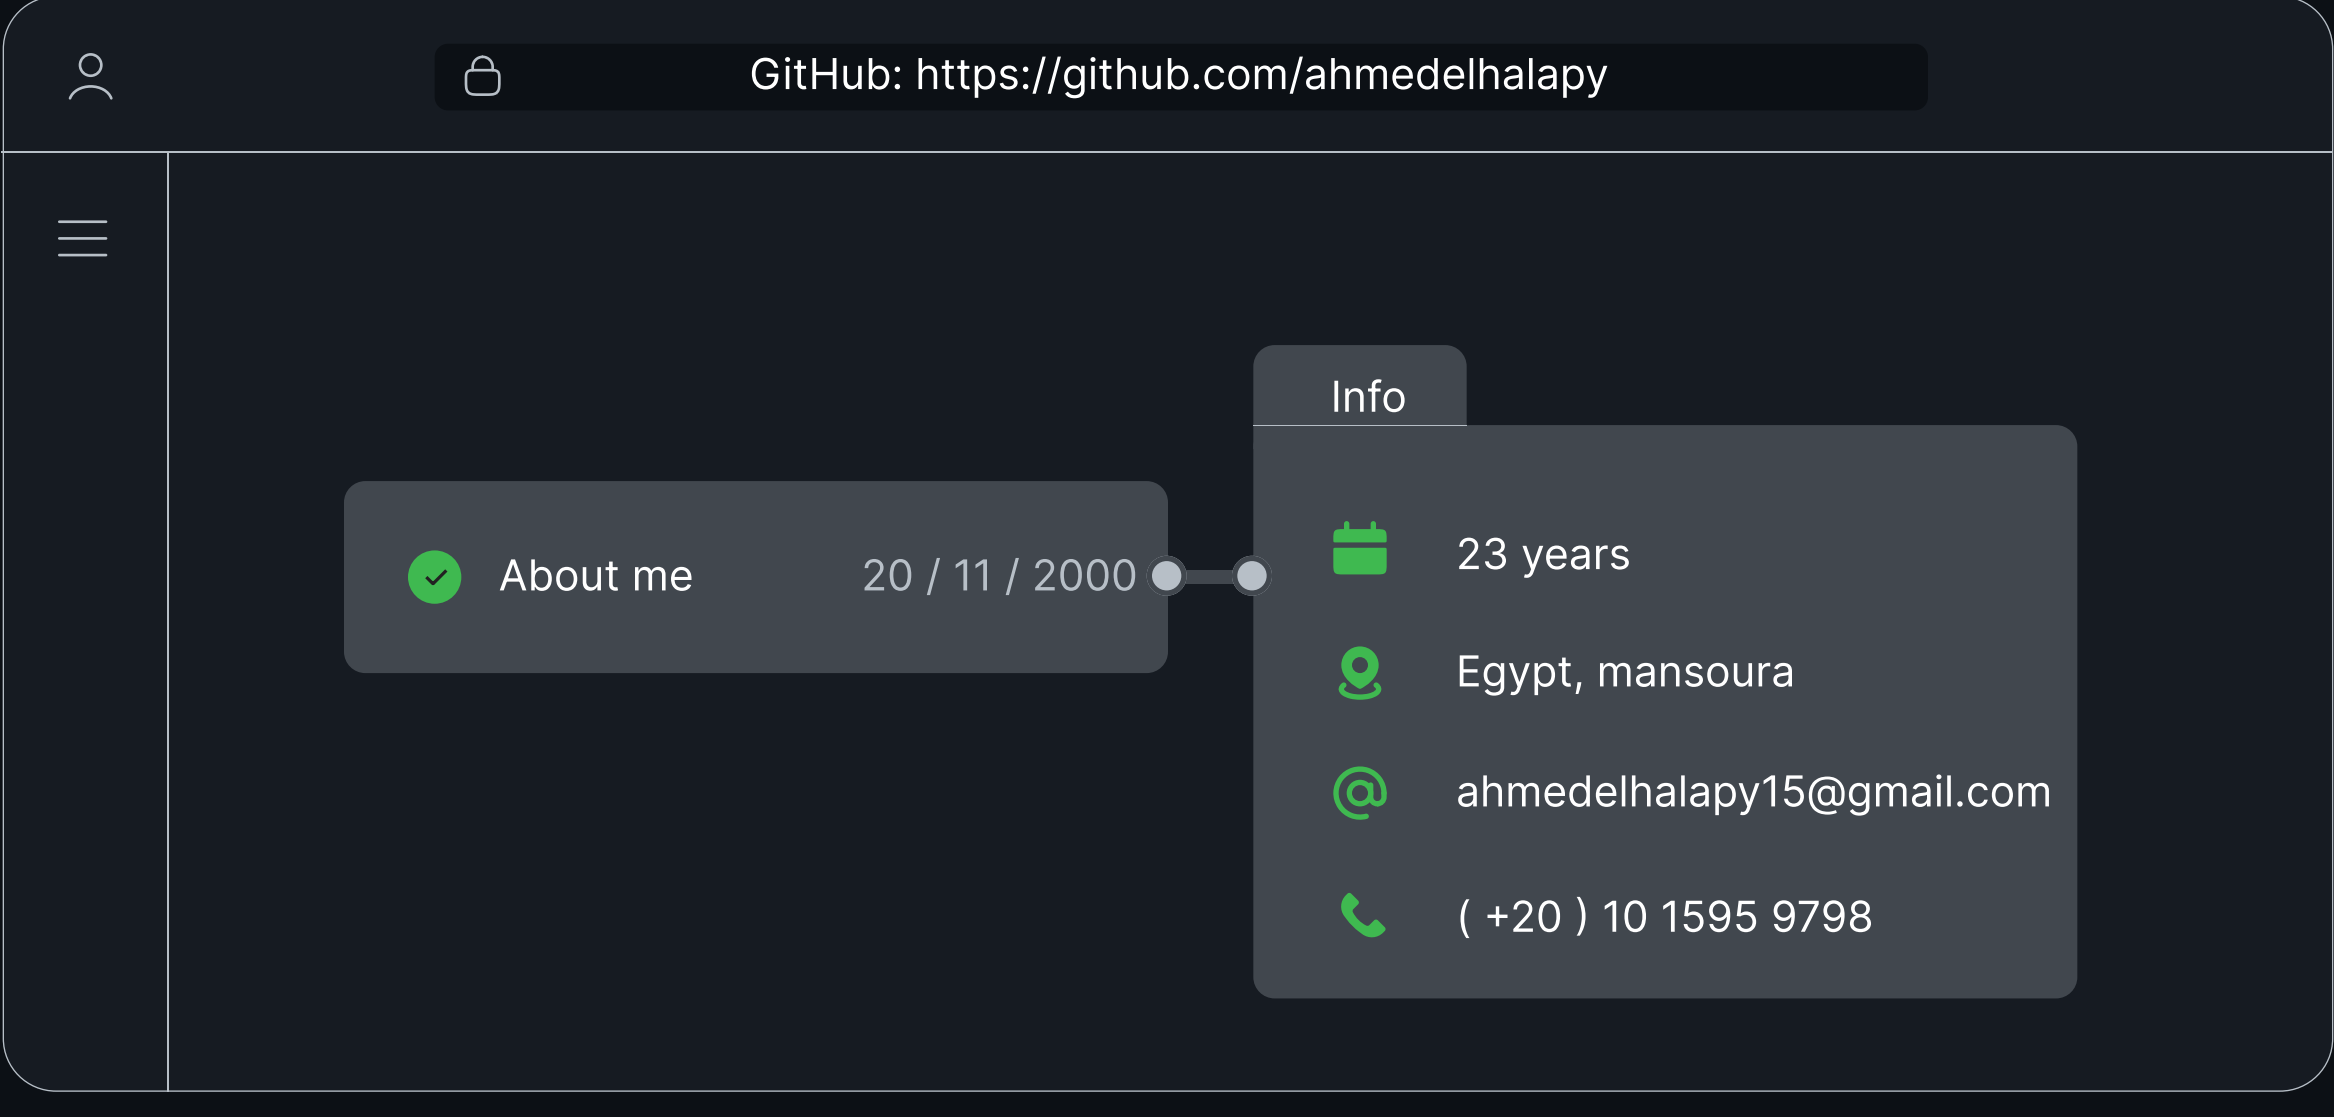 GitHub: https://github.com/ahmedelhalapy
Info
About me 20 / 11 / 2000
23 years
Egypt, mansoura
ahmedelhalapy15@gmail.com
( +20 ) 10 1595 9798